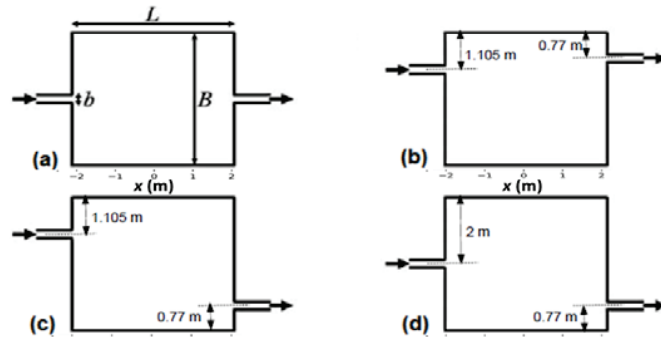 L
b
B
(a)
-2 -1 0 1 2
x (m)
1.105 m
0.77 m
(b)
-2 -1 0 1 2
x (m)
1.105 m
0.77 m
(c)
2 m
0.77 m
(d)